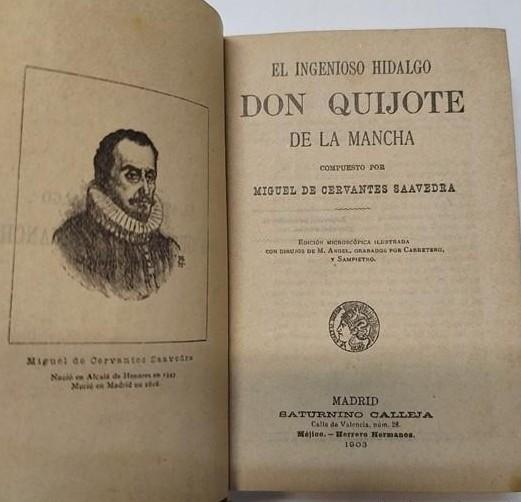 Miguel de Cervantes Saavedra
Nació en Alcalá de Henares en 1547
Murió en Madrid en 1616
EL INGENIOSO HIDALGO
DON QUIJOTE
DE LA MANCHA
COMPUESTO POR
MIGUEL DE CERVANTES SAAVEDRA
EDICIÓN MICROSCÓPICA ILUSTRADA
CON DIBUJOS DE M. ANGEL, GRABADOS POR CARRETERO,
Y SAMPIETRO.
MADRID
SATURNINO CALLEJA
Calle de Valencia, núm. 28.
Méjico.—Herrero Hermanos.
1903